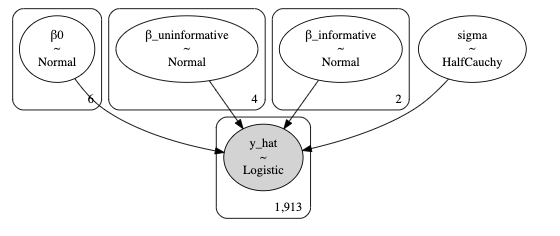 β0
~
Normal
6
β_uninformative
~
Normal
4
β_informative
~
Normal
2
sigma
~
HalfCauchy
y_hat
~
Logistic
1,913